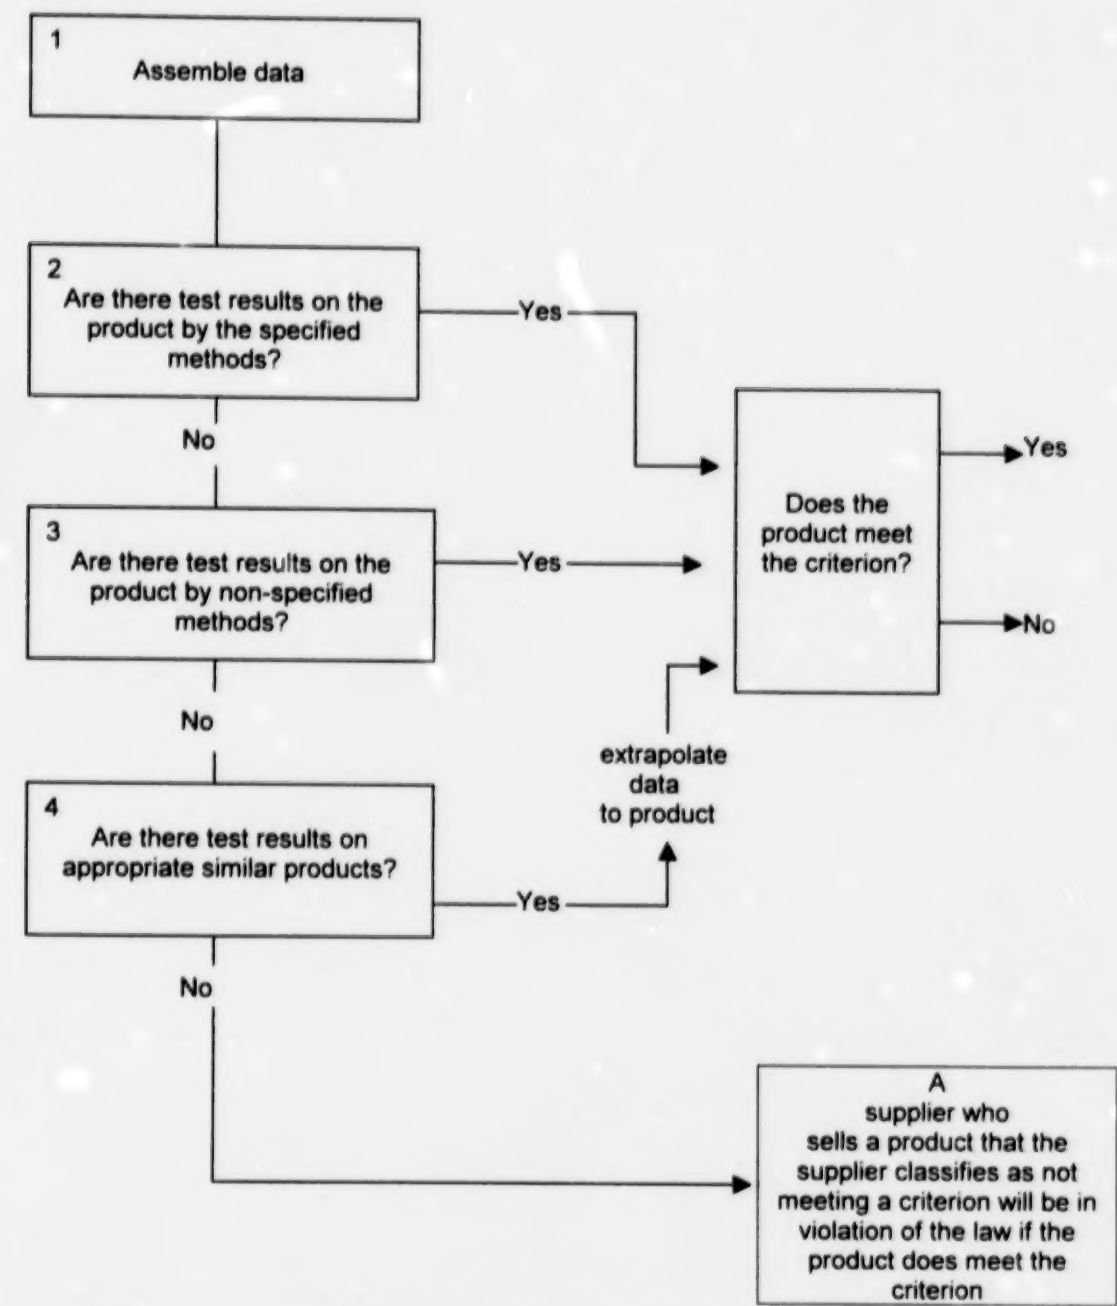 1
Assemble data
2
Are there test results on the
product by the specified
methods?
Yes
No
3
Are there test results on the
product by non-specified
methods?
Yes
No
4
Are there test results on
appropriate similar products?
Yes
No
extrapolate
data
to product
Does the
product meet
the criterion?
Yes
No
A
supplier who
sells a product that the
supplier classifies as not
meeting a criterion will be in
violation of the law if the
product does meet the
criterion